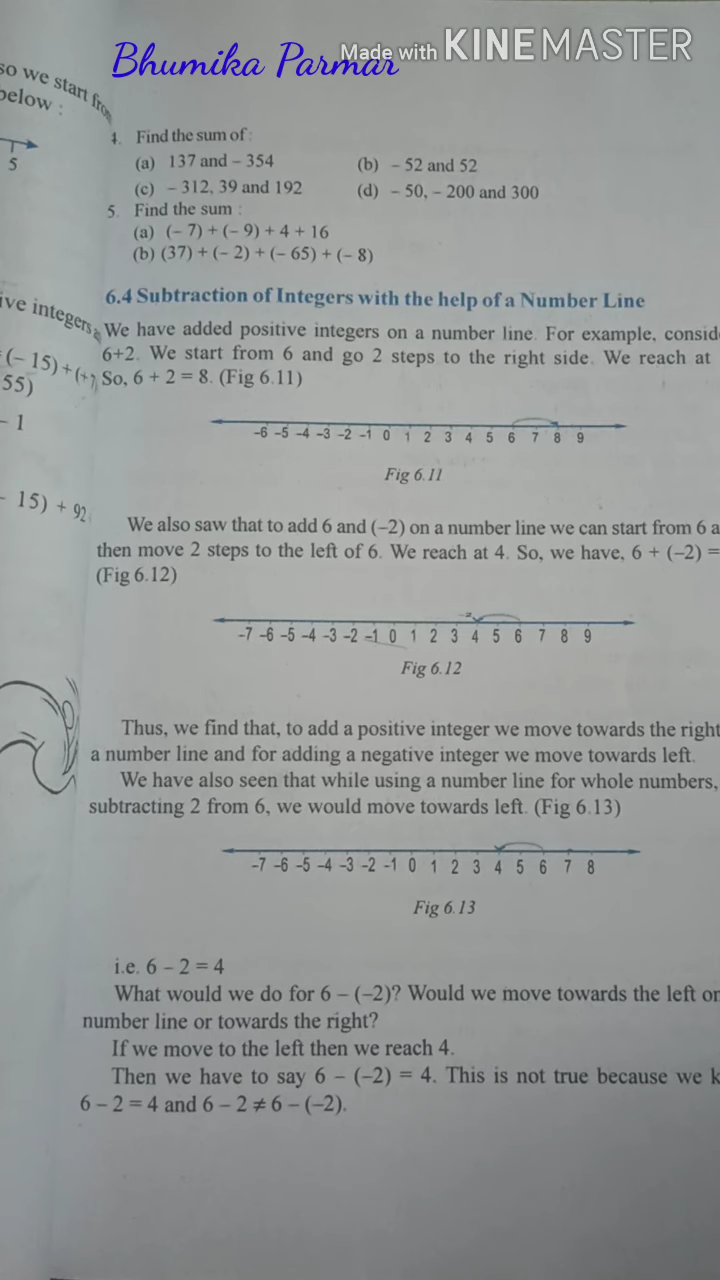 Bhumika Parmar
Made with KINEMASTER
so we start from
below :
5
4. Find the sum of :
(a) 137 and – 354 (b) – 52 and 52
(c) – 312, 39 and 192 (d) – 50, – 200 and 300
5. Find the sum :
(a) (– 7) + (– 9) + 4 + 16
(b) (37) + (– 2) + (– 65) + (– 8)
ive integers,
(– 15) + (+7
55)
– 1
– 15) + 92
6.4 Subtraction of Integers with the help of a Number Line
We have added positive integers on a number line. For example, consid
6+2. We start from 6 and go 2 steps to the right side. We reach at
So, 6 + 2 = 8. (Fig 6.11)
–6 –5 –4 –3 –2 –1 0 1 2 3 4 5 6 7 8 9
Fig 6.11
We also saw that to add 6 and (–2) on a number line we can start from 6 a
then move 2 steps to the left of 6. We reach at 4. So, we have, 6 + (–2) =
(Fig 6.12)
–2
–7 –6 –5 –4 –3 –2 –1 0 1 2 3 4 5 6 7 8 9
Fig 6.12
Thus, we find that, to add a positive integer we move towards the right
a number line and for adding a negative integer we move towards left.
We have also seen that while using a number line for whole numbers,
subtracting 2 from 6, we would move towards left. (Fig 6.13)
–7 –6 –5 –4 –3 –2 –1 0 1 2 3 4 5 6 7 8
Fig 6.13
i.e. 6 – 2 = 4
What would we do for 6 – (–2)? Would we move towards the left or
number line or towards the right?
If we move to the left then we reach 4.
Then we have to say 6 – (–2) = 4. This is not true because we k
6 – 2 = 4 and 6 – 2 ≠ 6 – (–2).